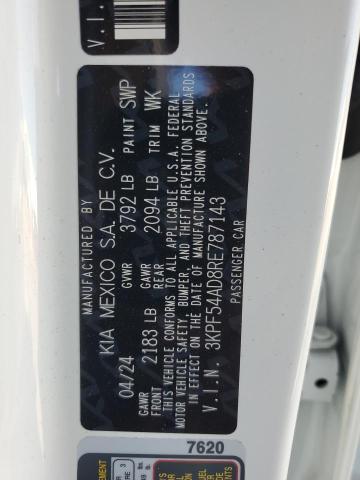 V.I.
MANUFACTURED BY
KIA MEXICO S.A. DE C.V.
04/24 GVWR 3792 LB PAINT SWP
GAWR FRONT 2183 LB GAWR REAR 2094 LB TRIM WK
THIS VEHICLE CONFORMS TO ALL APPLICABLE U.S.A. FEDERAL
MOTOR VEHICLE SAFETY, BUMPER, AND THEFT PREVENTION STANDARDS
IN EFFECT ON THE DATE OF MANUFACTURE SHOWN ABOVE.
V.I.N. 3KPF54AD8RE787143
PASSENGER CAR
7620